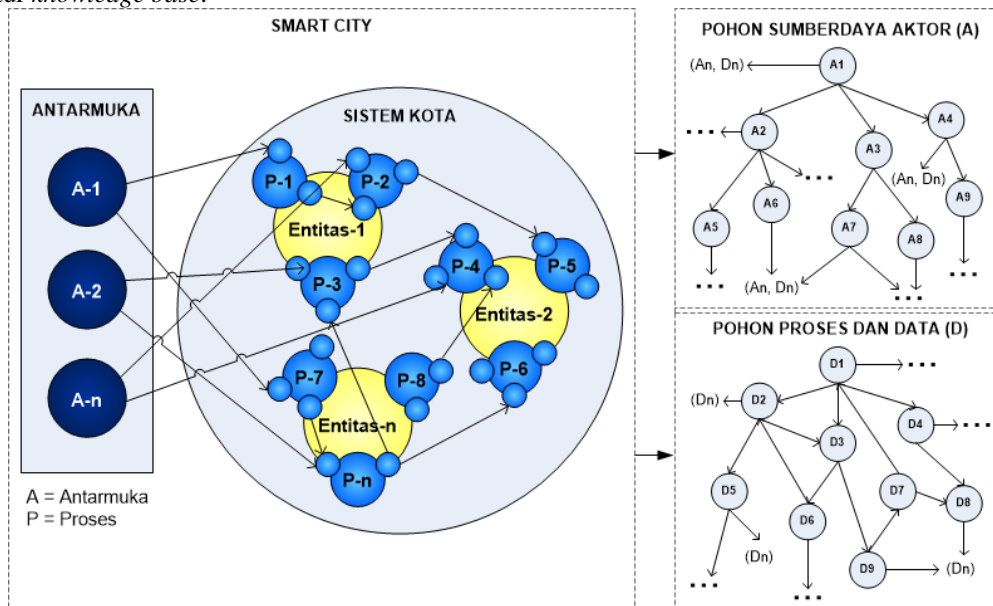 knowledge base.
SMART CITY
ANTARMUKA
A-1
A-2
A-n
A = Antarmuka
P = Proses
SISTEM KOTA
P-1
P-2
Entitas-1
P-3
P-4
P-5
Entitas-2
P-6
P-7
P-8
Entitas-n
P-n
POHON SUMBERDAYA AKTOR (A)
(An, Dn)
A1
A2
A3
A4
(An, Dn)
A5
A6
A7
A8
A9
(An, Dn)
...
...
...
...
...
...
POHON PROSES DAN DATA (D)
D1
...
(Dn)
D2
D3
D4
...
D5
D6
D7
D8
(Dn)
D9
(Dn)
...
...